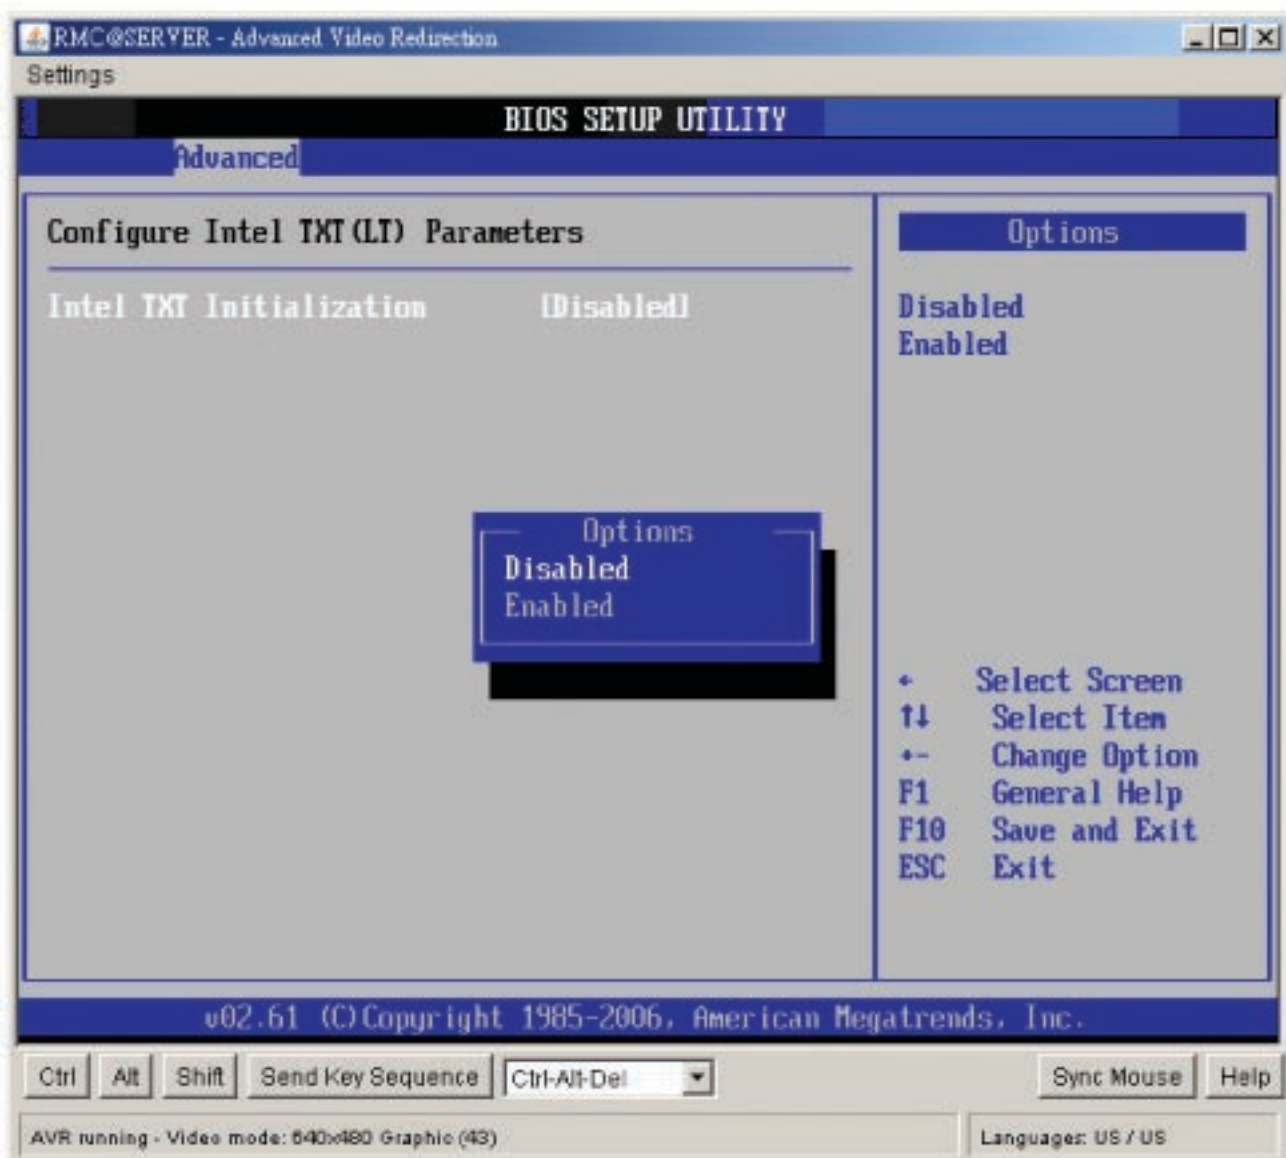 RMC@SERVER - Advanced Video Redirection
Settings
BIOS SETUP UTILITY
Advanced
Configure Intel TXT(LT) Parameters
Intel TXT Initialization [Disabled]
Options
Disabled
Enabled
Options
Disabled
Enabled
← Select Screen
↑↓ Select Item
+- Change Option
F1 General Help
F10 Save and Exit
ESC Exit
v02.61 (C)Copyright 1985-2006, American Megatrends, Inc.
Ctrl Alt Shift Send Key Sequence Ctrl-Alt-Del Sync Mouse Help
AVR running - Video mode: 640x480 Graphic (43) Languages: US / US